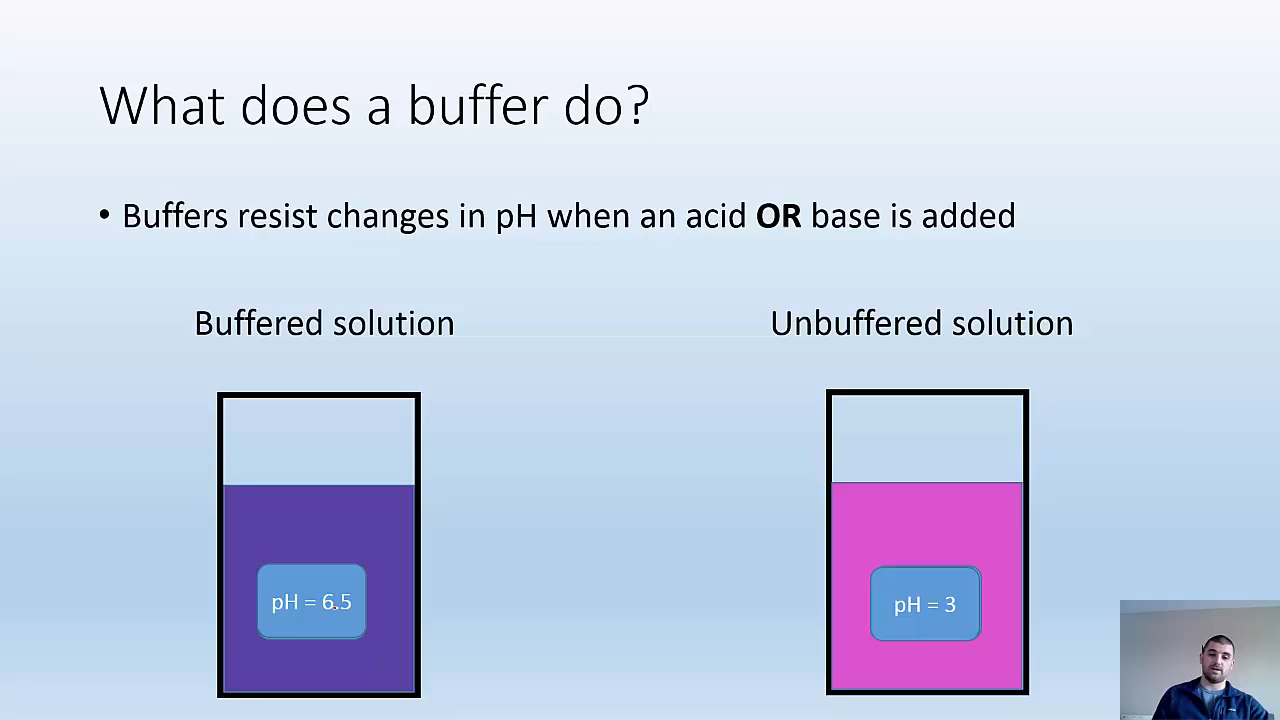 What does a buffer do?
• Buffers resist changes in pH when an acid OR base is added
Buffered solution
Unbuffered solution
pH = 6.5
pH = 3